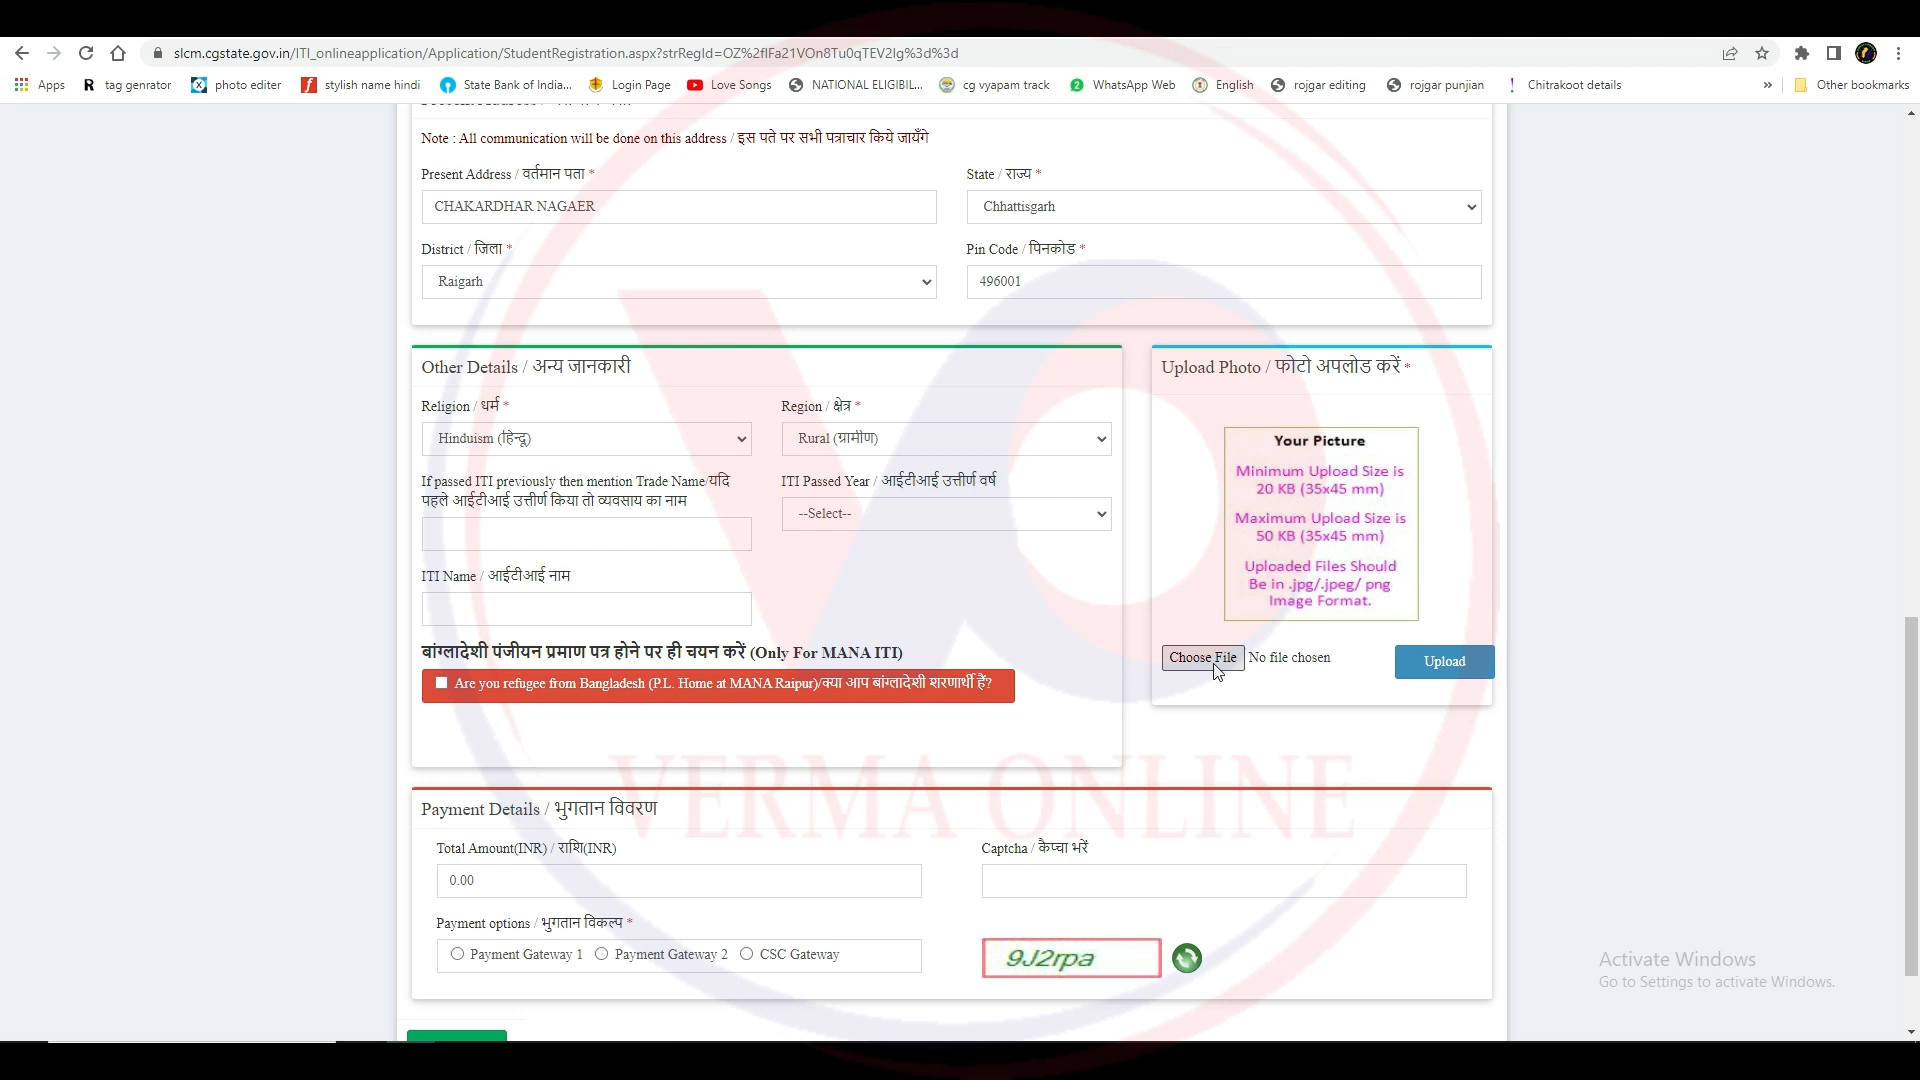 slcm.cgstate.gov.in/ITI_onlineapplication/Application/StudentRegistration.aspx?strRegId=OZ%2fIFa21VOn8Tu0qTEV2Ig%3d%3d
Apps tag genrator photo editer stylish name hindi State Bank of India... Login Page Love Songs NATIONAL ELIGIBIL... cg vyapam track WhatsApp Web English rojgar editing rojgar punjian Chitrakoot details » Other bookmarks
Note : All communication will be done on this address / इस पते पर सभी पत्राचार किये जायेँगे
Present Address / वर्तमान पता * State / राज्य *
CHAKARDHAR NAGAER Chhattisgarh
District / जिला * Pin Code / पिनकोड *
Raigarh 496001
Other Details / अन्य जानकारी
Religion / धर्म * Region / क्षेत्र *
Hinduism (हिन्दू) Rural (ग्रामीण)
If passed ITI previously then mention Trade Name/यदि
पहले आईटीआई उत्तीर्ण किया तो व्यवसाय का नाम
ITI Passed Year / आईटीआई उत्तीर्ण वर्ष
--Select--
ITI Name / आईटीआई नाम
बांग्लादेशी पंजीयन प्रमाण पत्र होने पर ही चयन करें (Only For MANA ITI)
Are you refugee from Bangladesh (P.L. Home at MANA Raipur)/क्या आप बांग्लादेशी शरणार्थी हैं?
Upload Photo / फोटो अपलोड करें *
Your Picture
Minimum Upload Size is
20 KB (35x45 mm)
Maximum Upload Size is
50 KB (35x45 mm)
Uploaded Files Should
Be in .jpg/.jpeg/ png
Image Format.
Choose File No file chosen Upload
VERMA ONLINE
Payment Details / भुगतान विवरण
Total Amount(INR) / राशि(INR) Captcha / कैप्चा भरें
0.00
Payment options / भुगतान विकल्प *
Payment Gateway 1 Payment Gateway 2 CSC Gateway
9J2rpa
Activate Windows
Go to Settings to activate Windows.